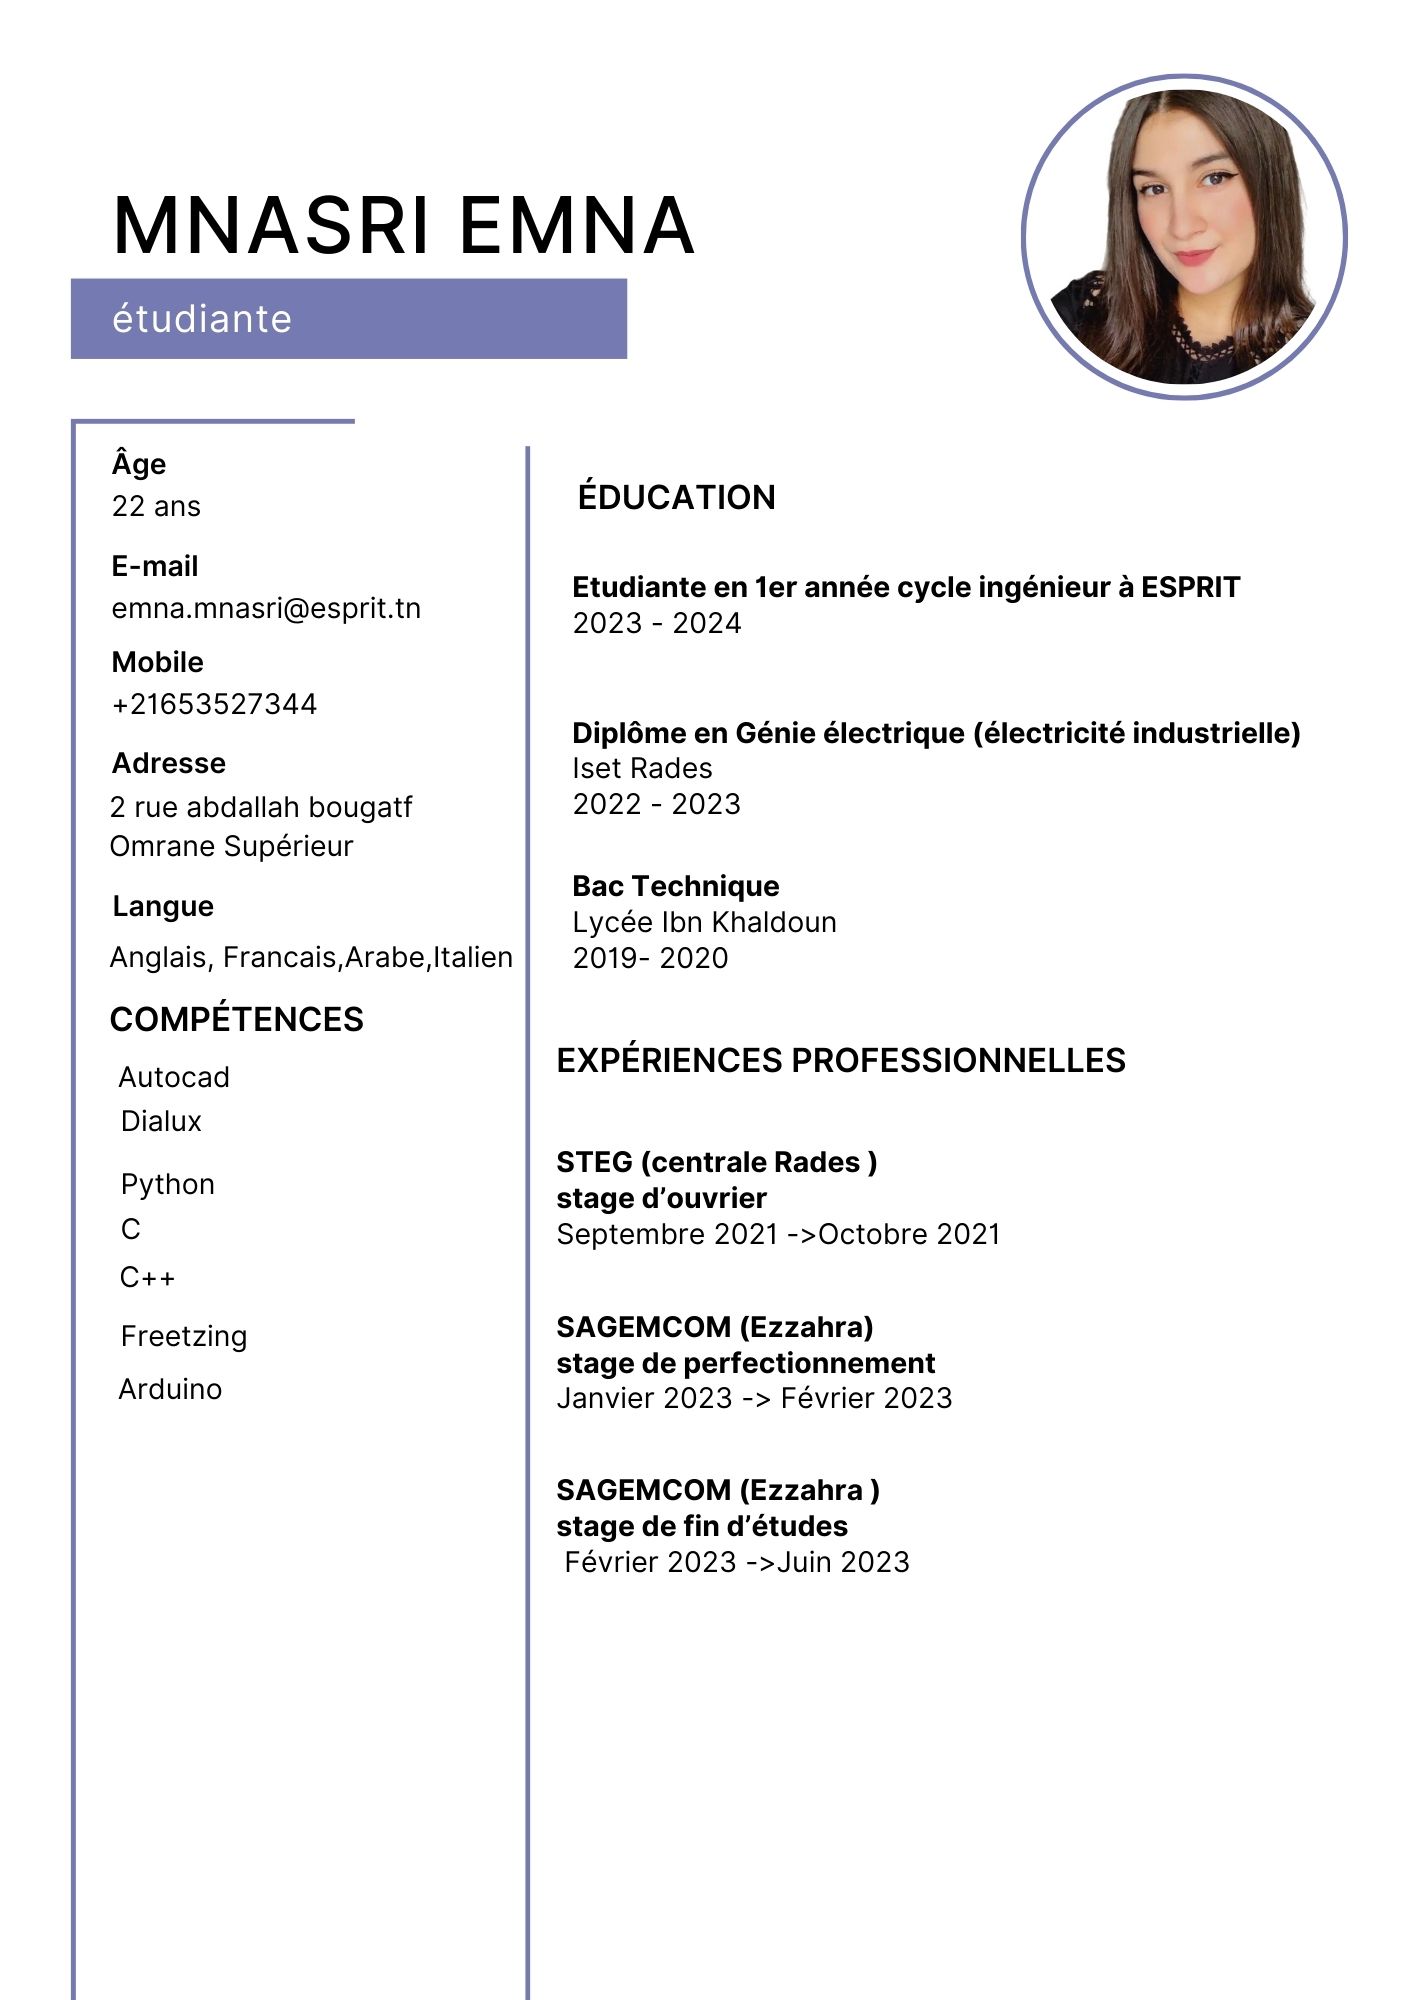 MNASRI EMNA
étudiante
Âge
22 ans
E-mail
emna.mnasri@esprit.tn
Mobile
+21653527344
Adresse
2 rue abdallah bougatf
Omrane Supérieur
Langue
Anglais, Francais,Arabe,Italien
COMPÉTENCES
Autocad
Dialux
Python
C
C++
Freetzing
Arduino
ÉDUCATION
Etudiante en 1er année cycle ingénieur à ESPRIT
2023 - 2024
Diplôme en Génie électrique (électricité industrielle)
Iset Rades
2022 - 2023
Bac Technique
Lycée Ibn Khaldoun
2019- 2020
EXPÉRIENCES PROFESSIONNELLES
STEG (centrale Rades )
stage d’ouvrier
Septembre 2021 ->Octobre 2021
SAGEMCOM (Ezzahra)
stage de perfectionnement
Janvier 2023 -> Février 2023
SAGEMCOM (Ezzahra )
stage de fin d’études
Février 2023 ->Juin 2023